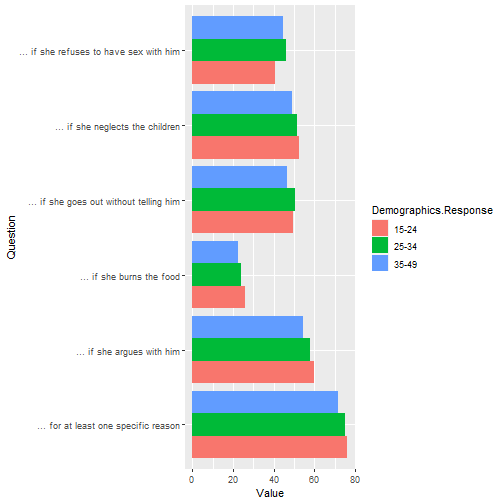 ... if she refuses to have sex with him
... if she neglects the children
... if she goes out without telling him
... if she burns the food
... if she argues with him
... for at least one specific reason
Question
0 20 40 60 80
Value
Demographics.Response
15-24
25-34
35-49